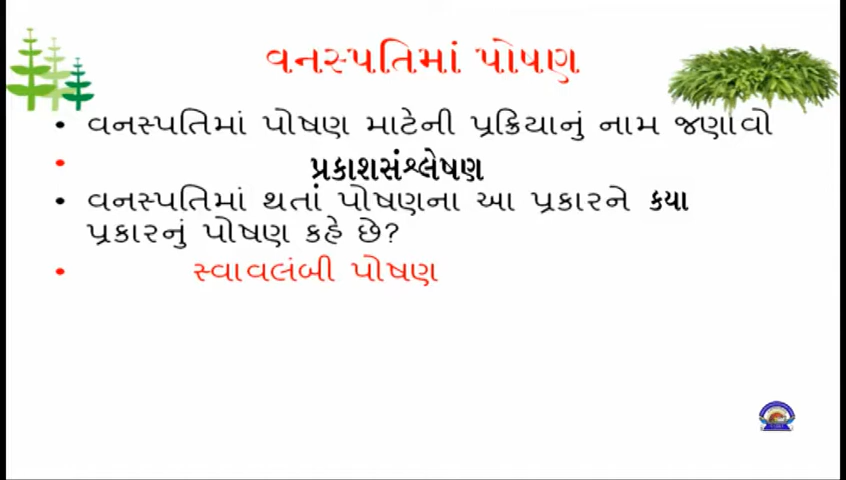 વનસ્પતિમાં પોષણ
• વનસ્પતિમાં પોષણ માટેની પ્રક્રિયાનું નામ જણાવો
• પ્રકાશસંશ્લેષણ
• વનસ્પતિમાં થતાં પોષણના આ પ્રકારને કયા
પ્રકારનું પોષણ કહે છે?
• સ્વાવલંબી પોષણ